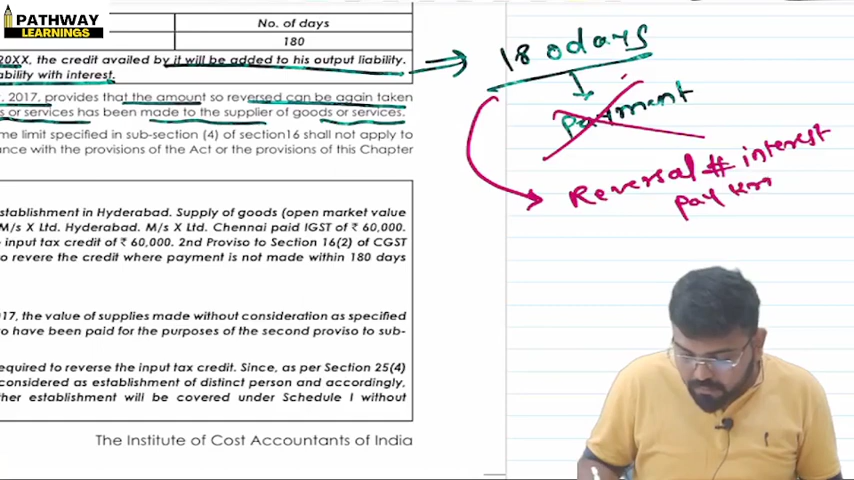 PATHWAY
LEARNINGS
No. of days
180
20XX, the credit availed by it will be added to his output liability.
ability with interest.
, 2017, provides that the amount so reversed can be again taken
s or services has been made to the supplier of goods or services.
me limit specified in sub-section (4) of section16 shall not apply to
ance with the provisions of the Act or the provisions of this Chapter
establishment in Hyderabad. Supply of goods (open market value
M/s X Ltd. Hyderabad. M/s X Ltd. Chennai paid IGST of ₹ 60,000.
input tax credit of ₹ 60,000. 2nd Proviso to Section 16(2) of CGST
o revere the credit where payment is not made within 180 days
017, the value of supplies made without consideration as specified
o have been paid for the purposes of the second proviso to sub-
equired to reverse the input tax credit. Since, as per Section 25(4)
considered as establishment of distinct person and accordingly,
ther establishment will be covered under Schedule I without
The Institute of Cost Accountants of India
180days
Payment
Reversal # interest